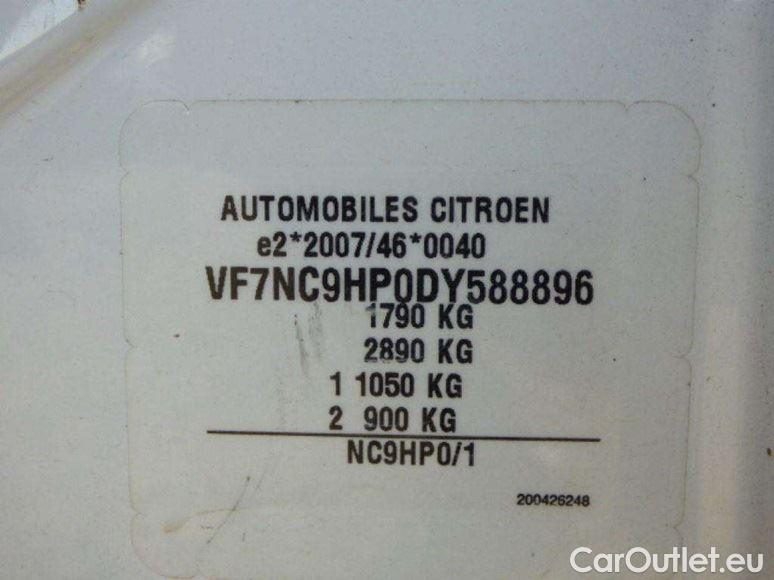 AUTOMOBILES CITROEN
e2*2007/46*0040
VF7NC9HP0DY588896
1790 KG
2890 KG
1 1050 KG
2 900 KG
NC9HP0/1
200426248
CarOutlet.eu